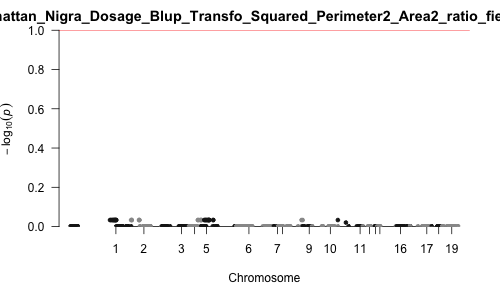 attan_Nigra_Dosage_Blup_Transfo_Squared_Perimeter2_Area2_ratio_fie
1.0
0.8
0.6
0.4
0.2
0.0
− log10(p)
1 2 3 5 6 7 9 10 11 16 17 19
Chromosome